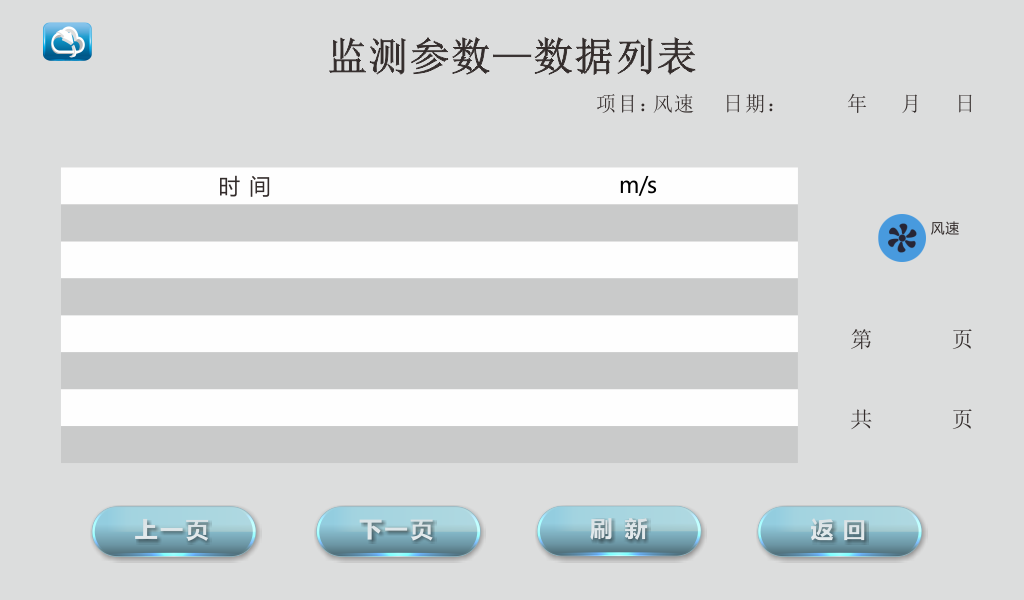 监测参数—数据列表
项目：风速 日期： 年 月 日
时 间 m/s
风速
第 页
共 页
上一页 下一页 刷 新 返 回